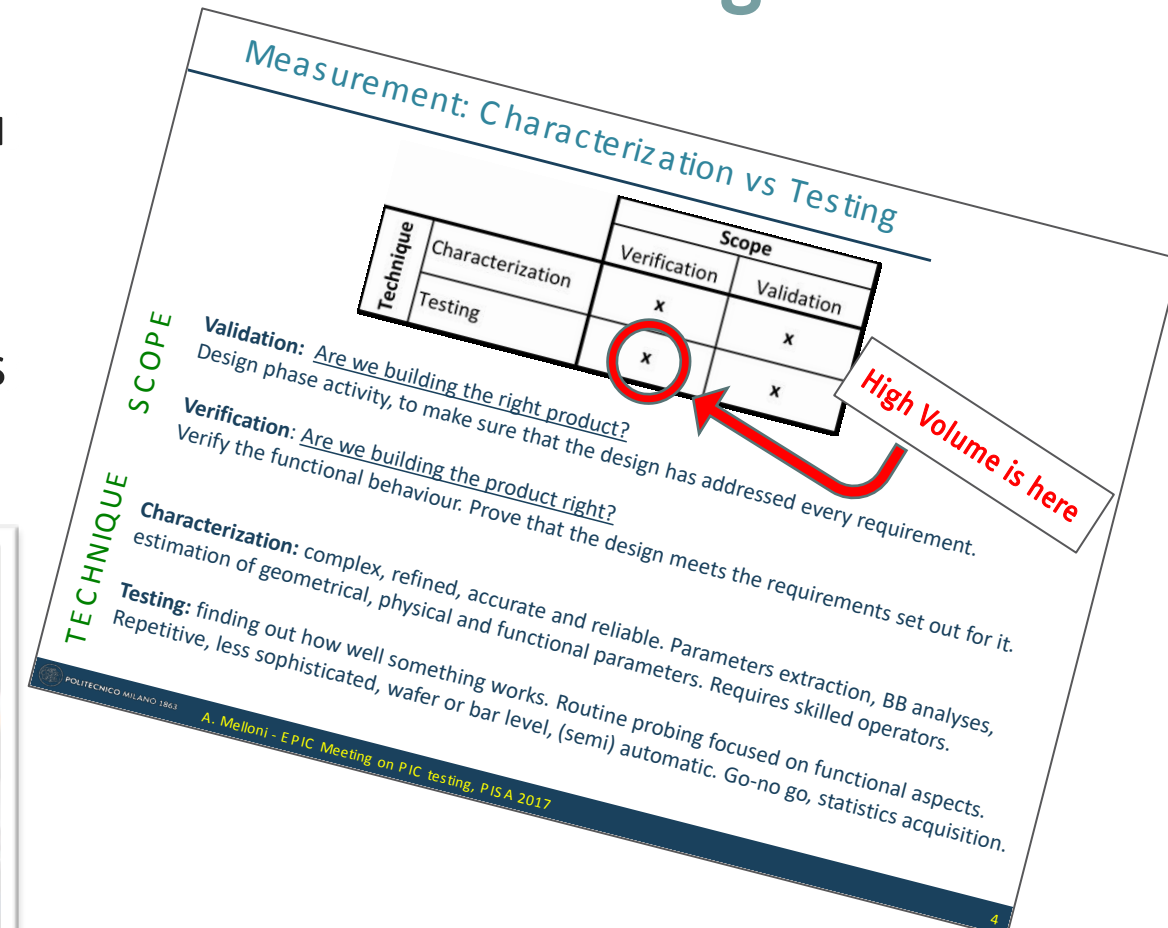 g
Measurement: Characterization vs Testing
Scope
Technique
Verification
Validation
Characterization
x
x
Testing
x
x
High Volume is here
SCOPE
Validation: Are we building the right product?
Design phase activity, to make sure that the design has addressed every requirement.
Verification: Are we building the product right?
Verify the functional behaviour. Prove that the design meets the requirements set out for it.
TECHNIQUE
Characterization: complex, refined, accurate and reliable. Parameters extraction, BB analyses,
estimation of geometrical, physical and functional parameters. Requires skilled operators.
Testing: finding out how well something works. Routine probing focused on functional aspects.
Repetitive, less sophisticated, wafer or bar level, (semi) automatic. Go-no go, statistics acquisition.
POLITECNICO MILANO 1863
A. Melloni - EPIC Meeting on PIC testing, PISA 2017
4